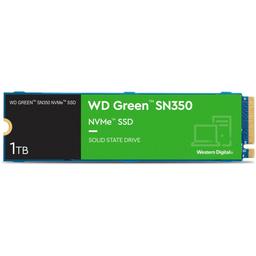 WD GREEN™ SN350 NVMe™ SSD
1TB
WD Green™ SN350
NVMe™ SSD
SOLID STATE DRIVE
Western Digital